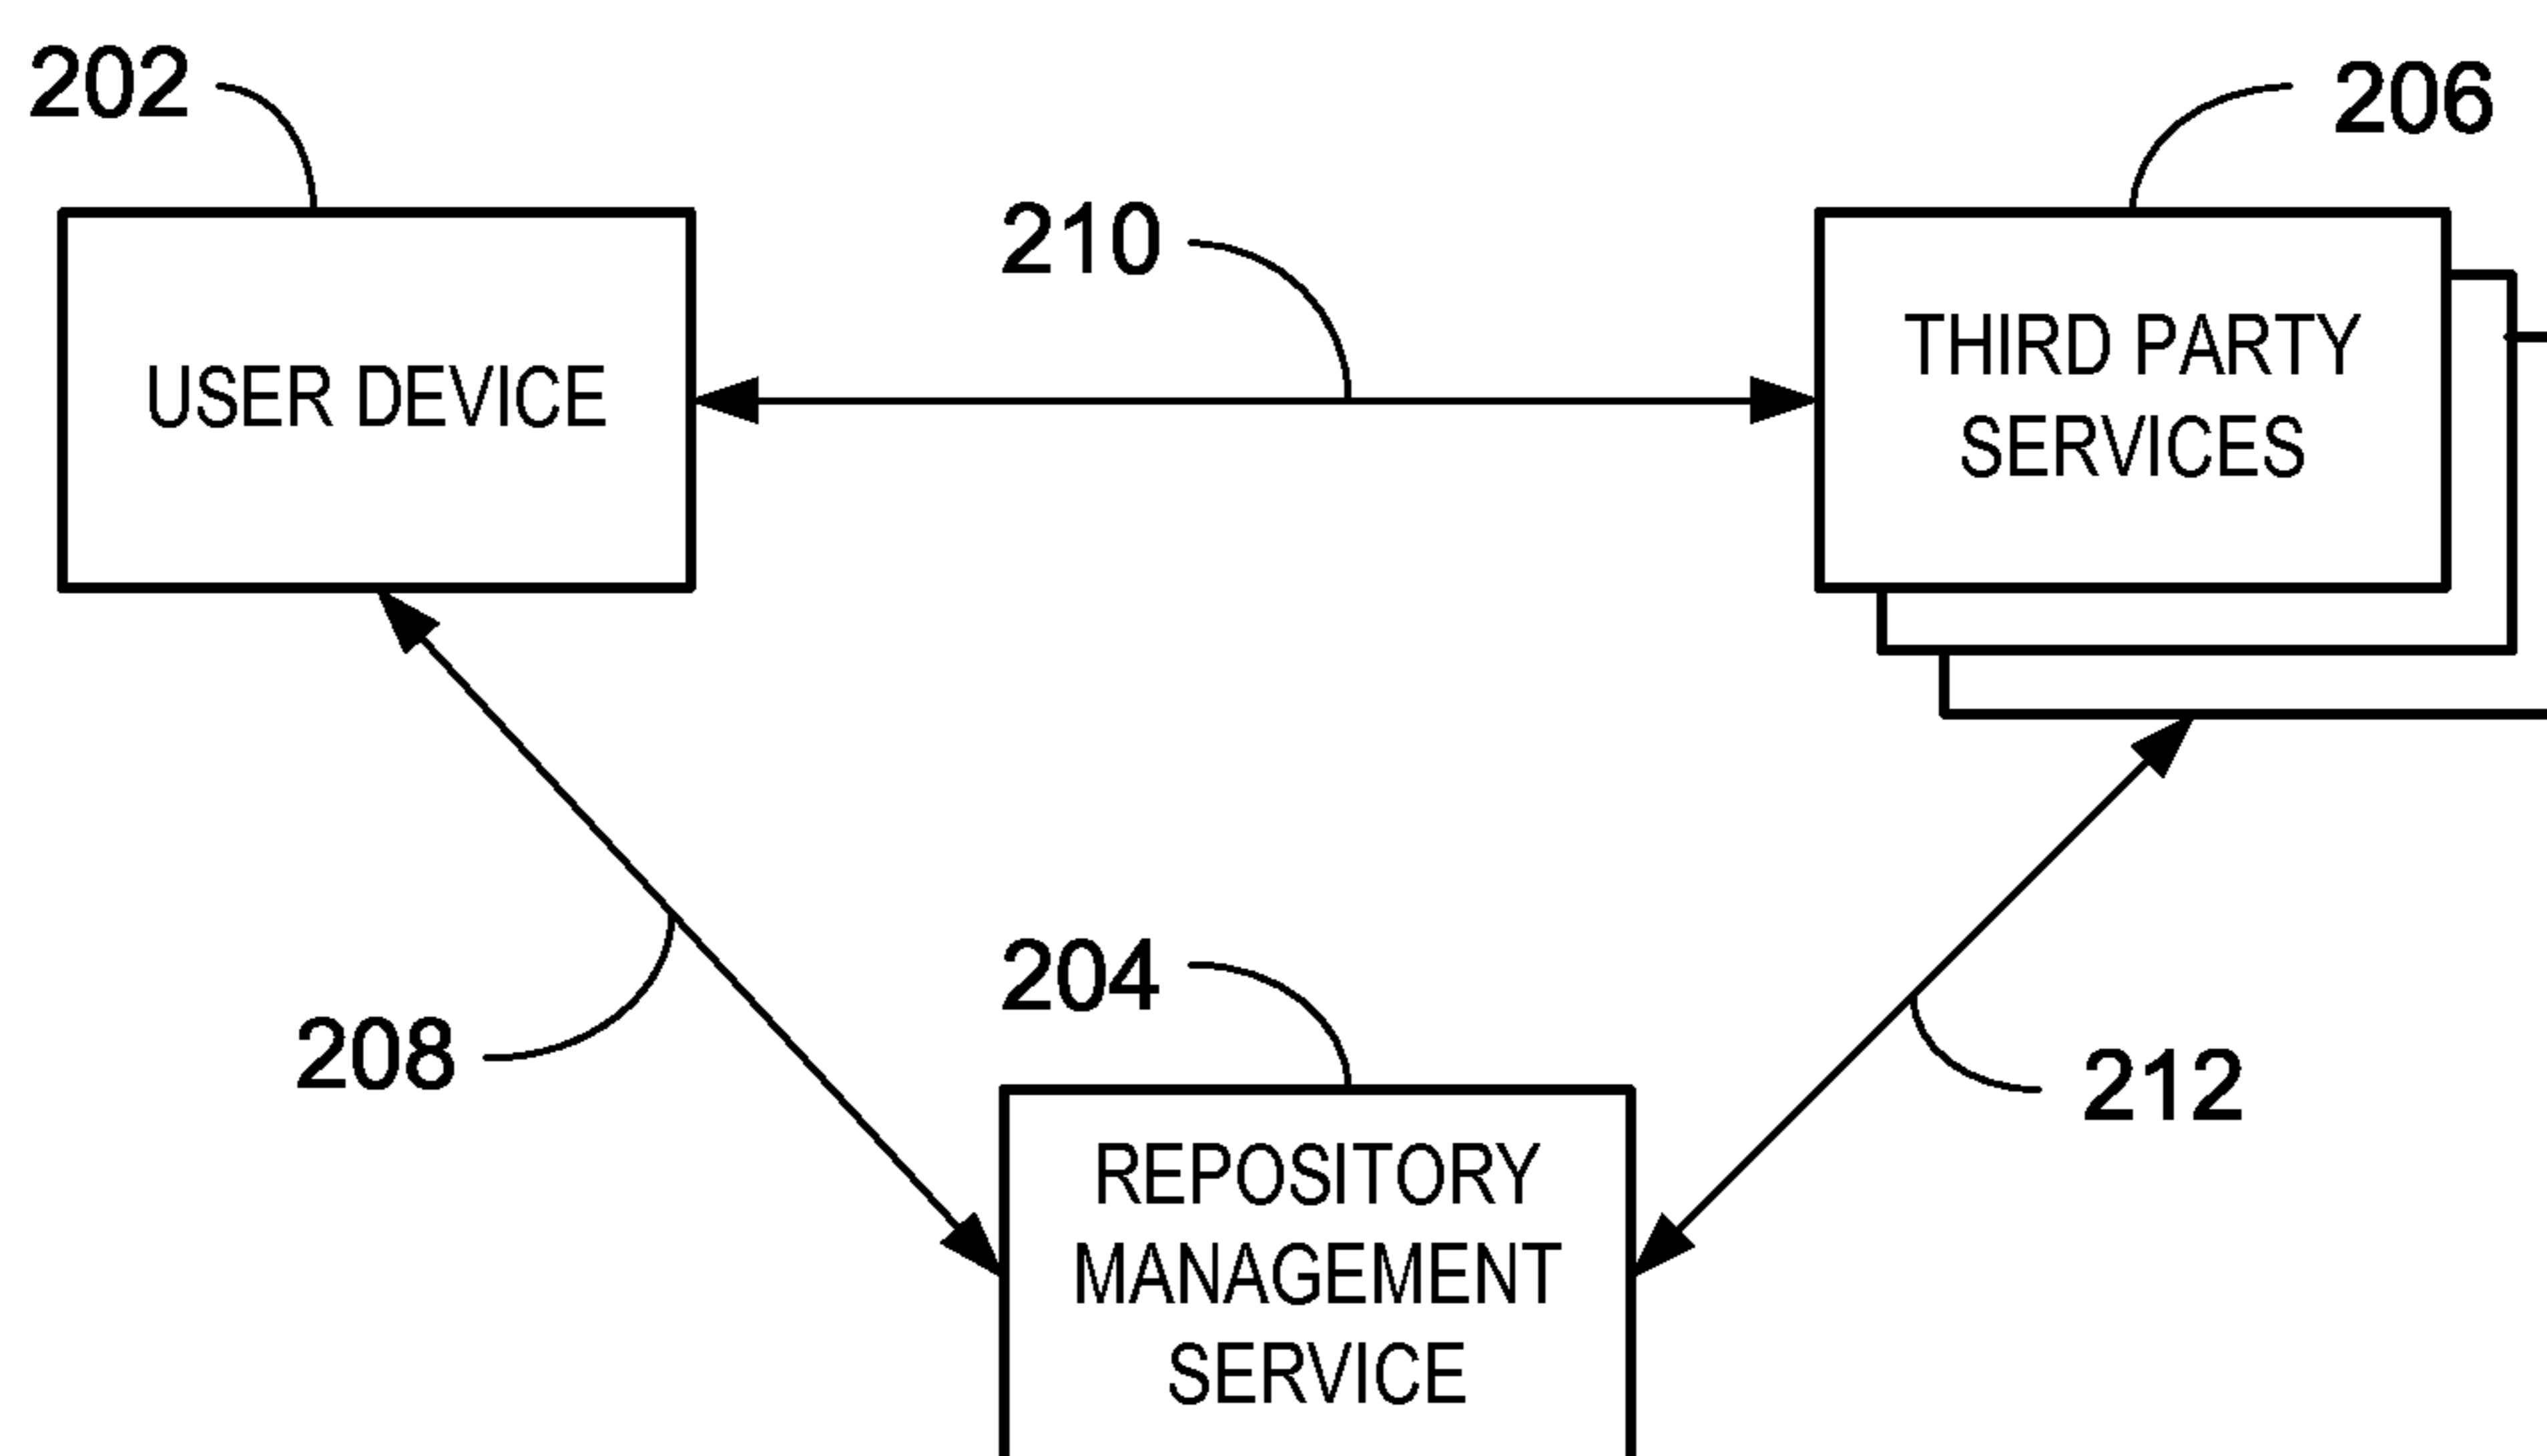 202
206
210
USER DEVICE
THIRD PARTY
SERVICES
204
208
212
REPOSITORY
MANAGEMENT
SERVICE